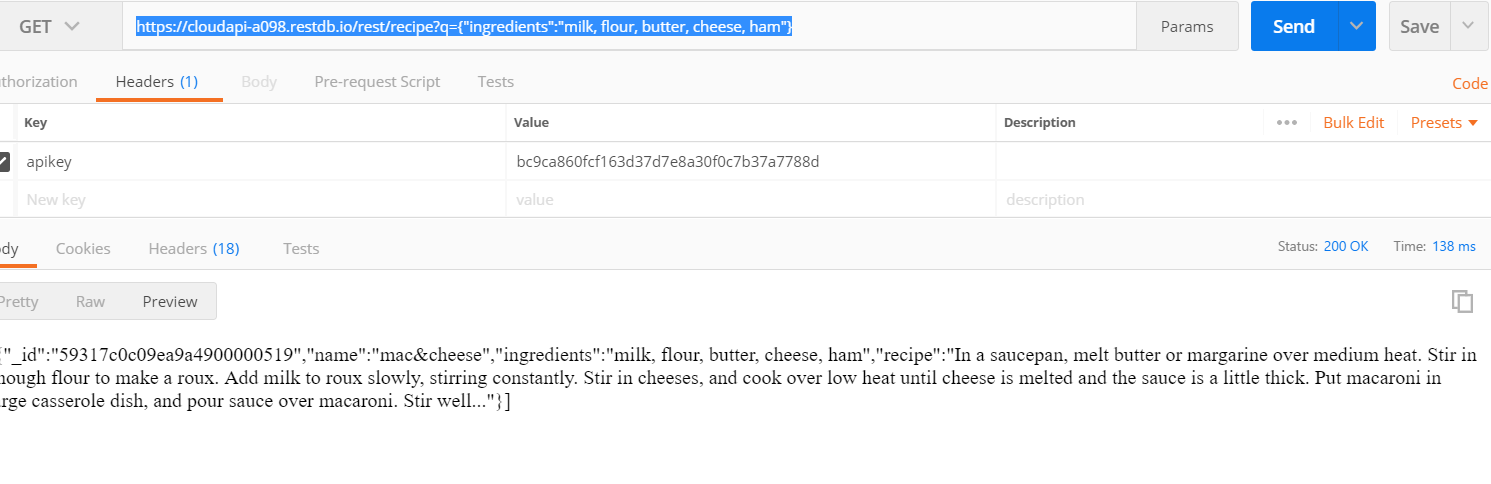 GET https://cloudapi-a098.restdb.io/rest/recipe?q={"ingredients":"milk, flour, butter, cheese, ham"} Params Send Save
uthorization Headers (1) Body Pre-request Script Tests Code
Key Value Description ••• Bulk Edit Presets
apikey bc9ca860fcf163d37d7e8a30f0c7b37a7788d
New key value description
ody Cookies Headers (18) Tests Status: 200 OK Time: 138 ms
Pretty Raw Preview
{"_id":"59317c0c09ea9a4900000519","name":"mac&cheese","ingredients":"milk, flour, butter, cheese, ham","recipe":"In a saucepan, melt butter or margarine over medium heat. Stir in
nough flour to make a roux. Add milk to roux slowly, stirring constantly. Stir in cheeses, and cook over low heat until cheese is melted and the sauce is a little thick. Put macaroni in
arge casserole dish, and pour sauce over macaroni. Stir well..."}]